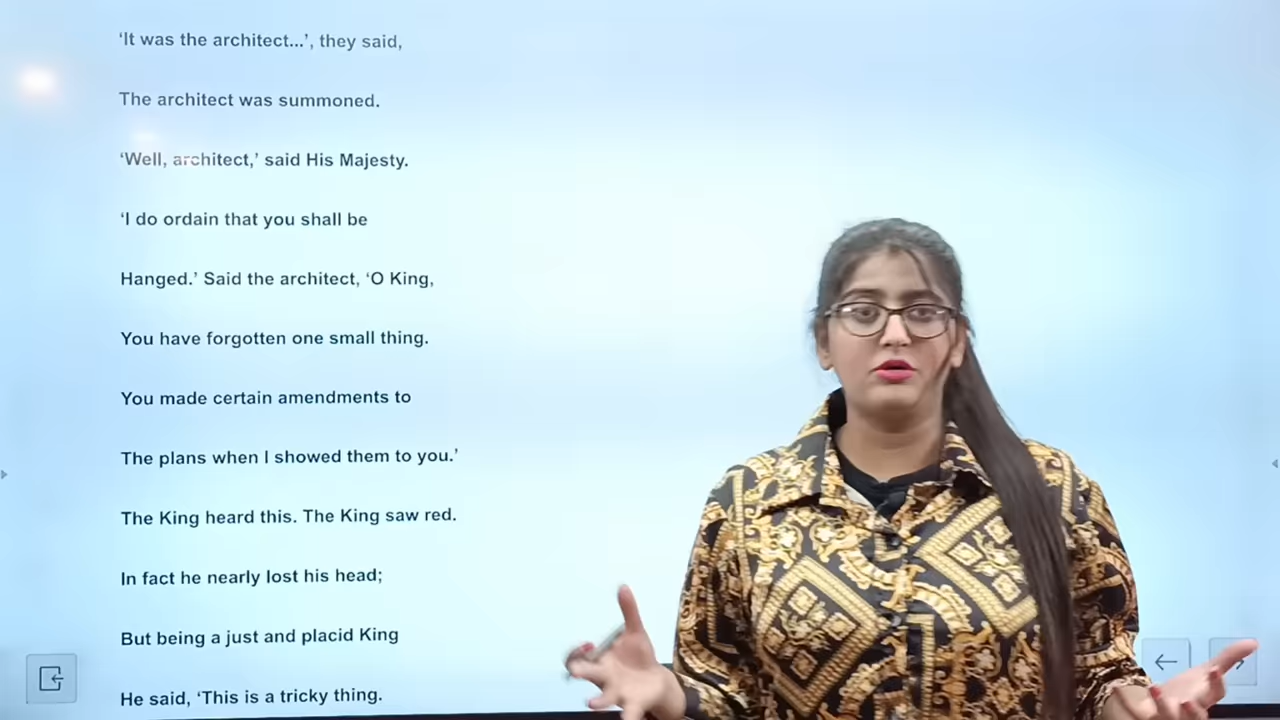 ‘It was the architect...’, they said,
The architect was summoned.
‘Well, architect,’ said His Majesty.
‘I do ordain that you shall be
Hanged.’ Said the architect, ‘O King,
You have forgotten one small thing.
You made certain amendments to
The plans when I showed them to you.’
The King heard this. The King saw red.
In fact he nearly lost his head;
But being a just and placid King
He said, ‘This is a tricky thing.